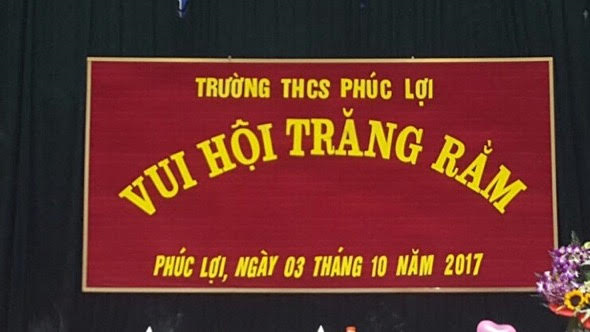 TRƯỜNG THCS PHÚC LỢI
VUI HỘI TRĂNG RẰM
PHÚC LỢI, NGÀY 03 THÁNG 10 NĂM 2017